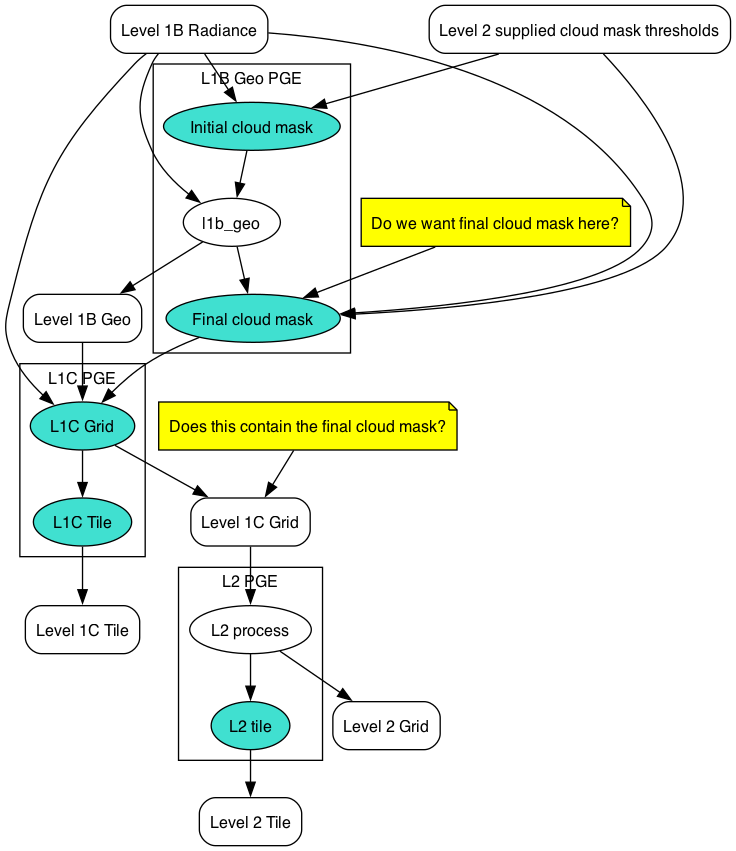 Level 1B Radiance
Level 2 supplied cloud mask thresholds
L1B Geo PGE
Initial cloud mask
l1b_geo
Do we want final cloud mask here?
Level 1B Geo
Final cloud mask
L1C PGE
L1C Grid
Does this contain the final cloud mask?
L1C Tile
Level 1C Grid
L2 PGE
Level 1C Tile
L2 process
L2 tile
Level 2 Grid
Level 2 Tile